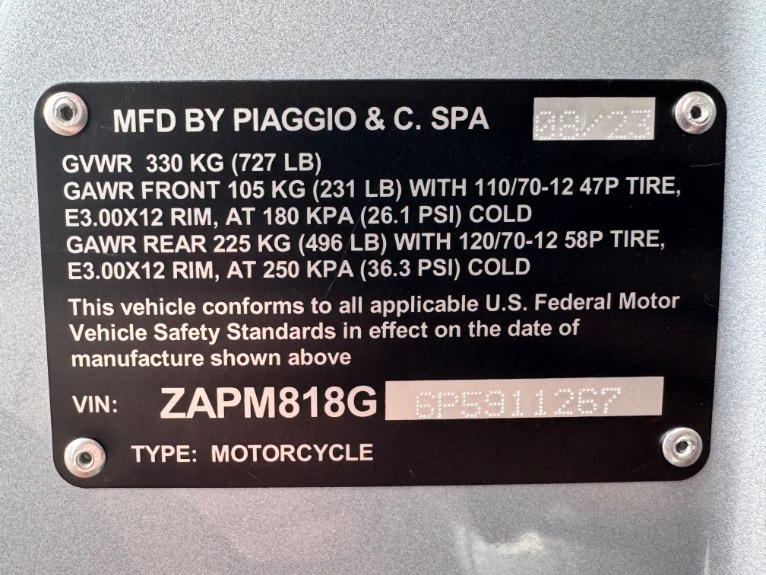 MFD BY PIAGGIO & C. SPA 08/23
GVWR 330 KG (727 LB)
GAWR FRONT 105 KG (231 LB) WITH 110/70-12 47P TIRE,
E3.00X12 RIM, AT 180 KPA (26.1 PSI) COLD
GAWR REAR 225 KG (496 LB) WITH 120/70-12 58P TIRE,
E3.00X12 RIM, AT 250 KPA (36.3 PSI) COLD
This vehicle conforms to all applicable U.S. Federal Motor
Vehicle Safety Standards in effect on the date of
manufacture shown above
VIN: ZAPM818G 6P5911267
TYPE: MOTORCYCLE